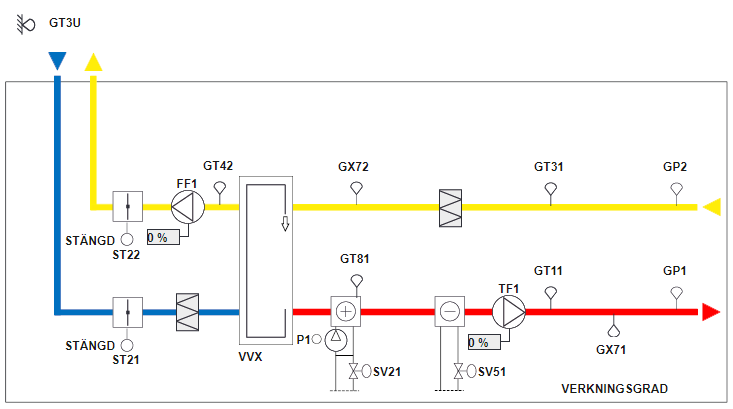 GT3U
GT42
GX72
GT31
GP2
FF1
0 %
STÄNGD
ST22
GT81
TF1
GT11
GP1
0 %
GX71
STÄNGD
ST21
VVX
P1
SV21
SV51
VERKNINGSGRAD